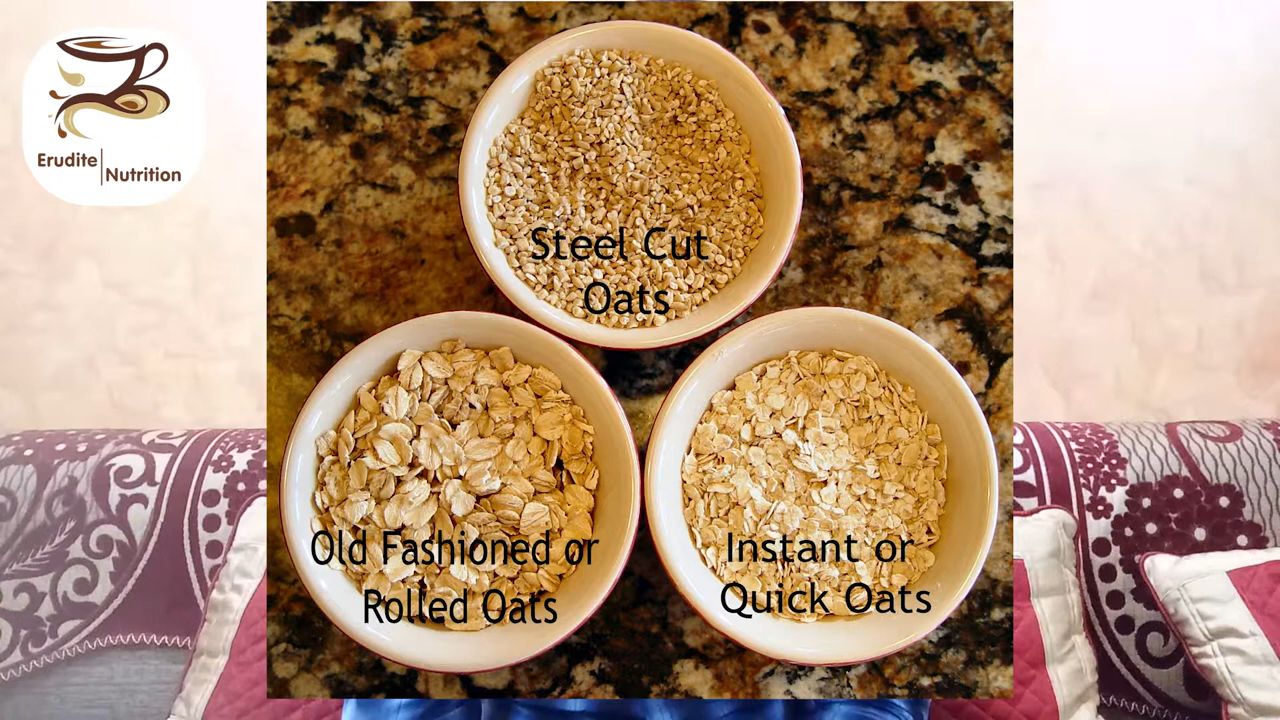 Erudite
Nutrition
Steel Cut
Oats
Old Fashioned or
Rolled Oats
Instant or
Quick Oats